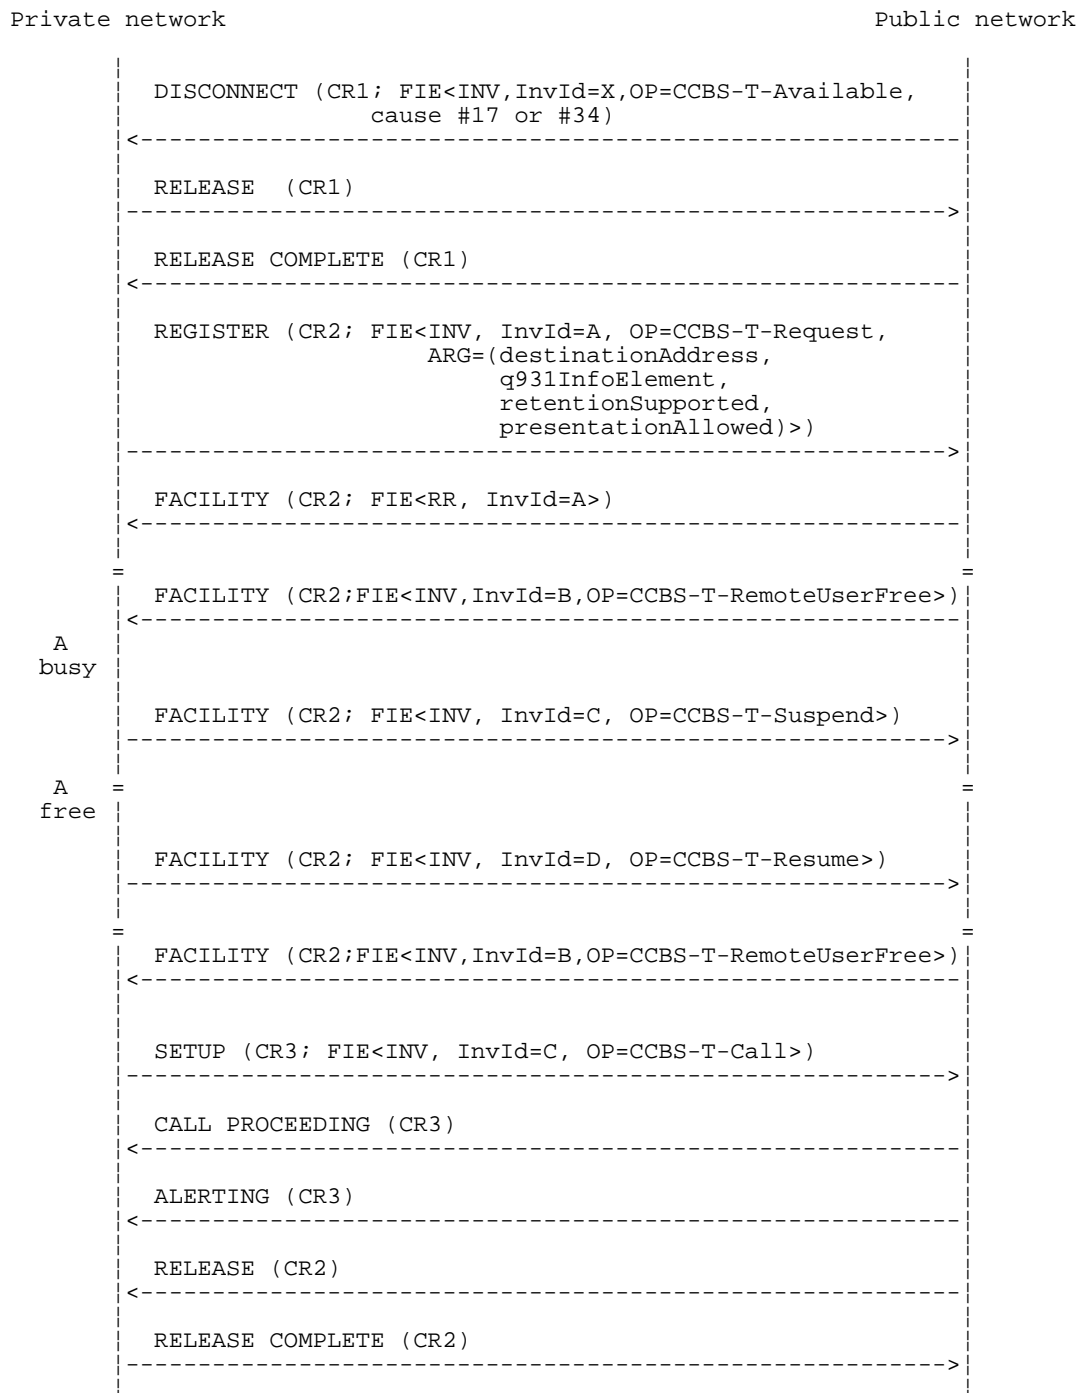 Private network Public network
DISCONNECT (CR1; FIE<INV,InvId=X,OP=CCBS-T-Available,
cause #17 or #34)
RELEASE (CR1)
RELEASE COMPLETE (CR1)
REGISTER (CR2; FIE<INV, InvId=A, OP=CCBS-T-Request,
ARG=(destinationAddress,
q931InfoElement,
retentionSupported,
presentationAllowed)>)
FACILITY (CR2; FIE<RR, InvId=A>)
FACILITY (CR2;FIE<INV,InvId=B,OP=CCBS-T-RemoteUserFree>)
A
busy
FACILITY (CR2; FIE<INV, InvId=C, OP=CCBS-T-Suspend>)
A
free
FACILITY (CR2; FIE<INV, InvId=D, OP=CCBS-T-Resume>)
FACILITY (CR2;FIE<INV,InvId=B,OP=CCBS-T-RemoteUserFree>)
SETUP (CR3; FIE<INV, InvId=C, OP=CCBS-T-Call>)
CALL PROCEEDING (CR3)
ALERTING (CR3)
RELEASE (CR2)
RELEASE COMPLETE (CR2)